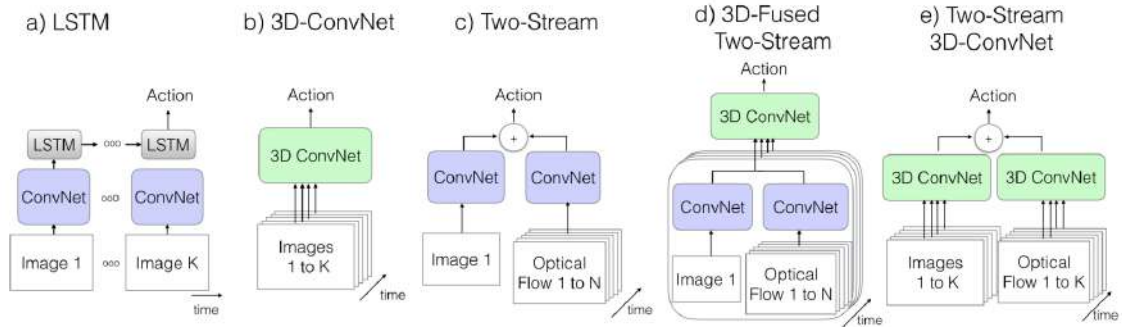 a) LSTM
Action
LSTM
LSTM
ConvNet
ConvNet
Image 1
Image K
time
b) 3D-ConvNet
Action
3D ConvNet
Images
1 to K
time
c) Two-Stream
Action
+
ConvNet
ConvNet
Image 1
Optical
Flow 1 to N
time
d) 3D-Fused
Two-Stream
Action
3D ConvNet
ConvNet
ConvNet
Image 1
Optical
Flow 1 to N
time
e) Two-Stream
3D-ConvNet
Action
+
3D ConvNet
3D ConvNet
Images
1 to K
Optical
Flow 1 to K
time